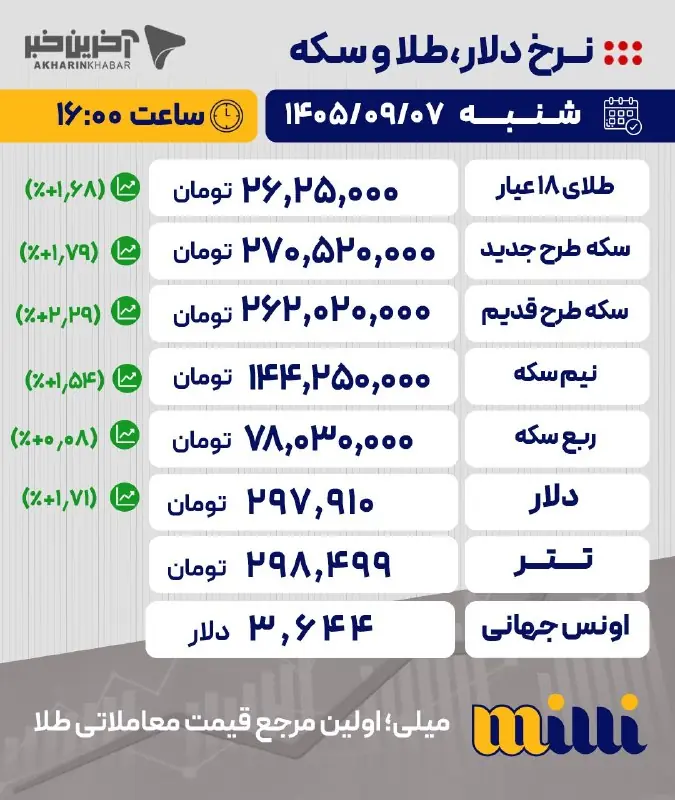 آخرین خبر
AKHARINKHABAR
نرخ دلار، طلا و سکه
شنبه ۱۴۰۵/۰۹/۰۷
ساعت ۱۶:۰۰
طلای ۱۸ عیار ۲۶,۲۵,۰۰۰ تومان (٪+۱٫۶۸)
سکه طرح جدید ۲۷۰,۵۲۰,۰۰۰ تومان (٪+۱٫۷۹)
سکه طرح قدیم ۲۶۲,۰۲۰,۰۰۰ تومان (٪+۲٫۲۹)
نیم سکه ۱۴۴,۲۵۰,۰۰۰ تومان (٪+۱٫۵۴)
ربع سکه ۷۸,۰۳۰,۰۰۰ تومان (٪+۰٫۰۸)
دلار ۲۹۷,۹۱۰ تومان (٪+۱٫۷۱)
تتر ۲۹۸,۴۹۹ تومان
اونس جهانی ۳,۶۴۴ دلار
milli
میلی؛ اولین مرجع قیمت معاملاتی طلا